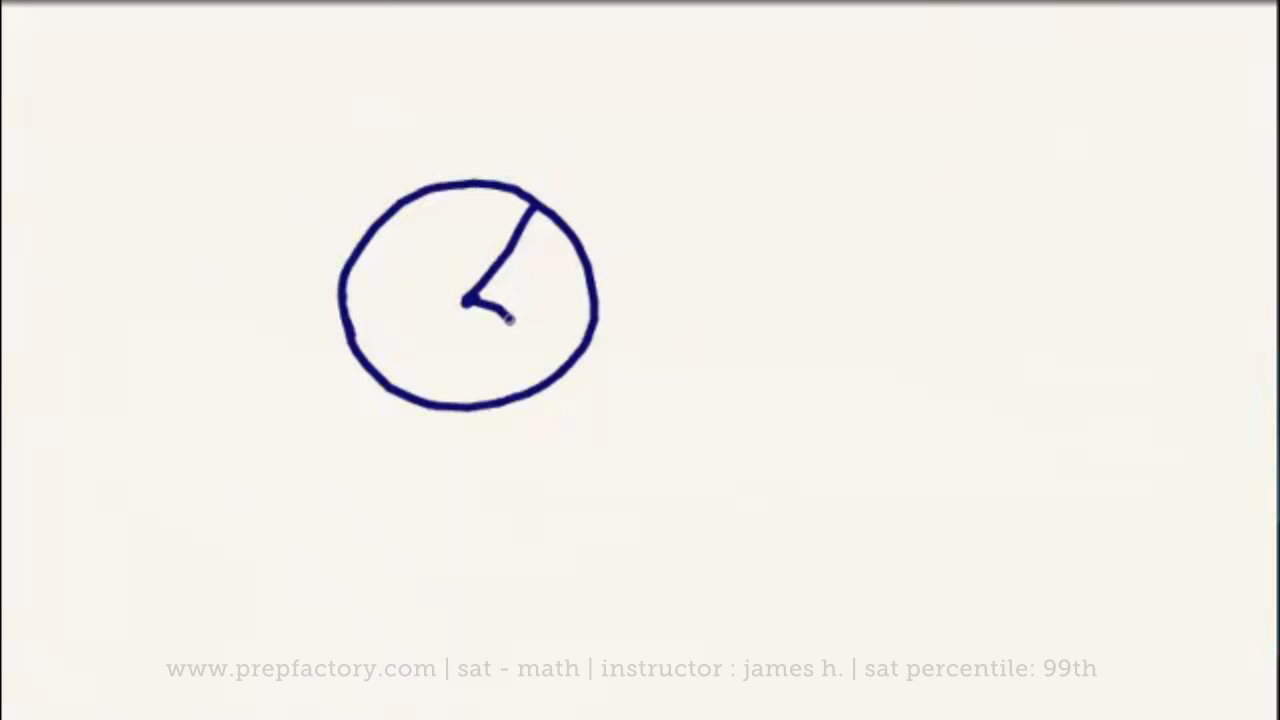 www.prepfactory.com | sat - math | instructor : james h. | sat percentile: 99th